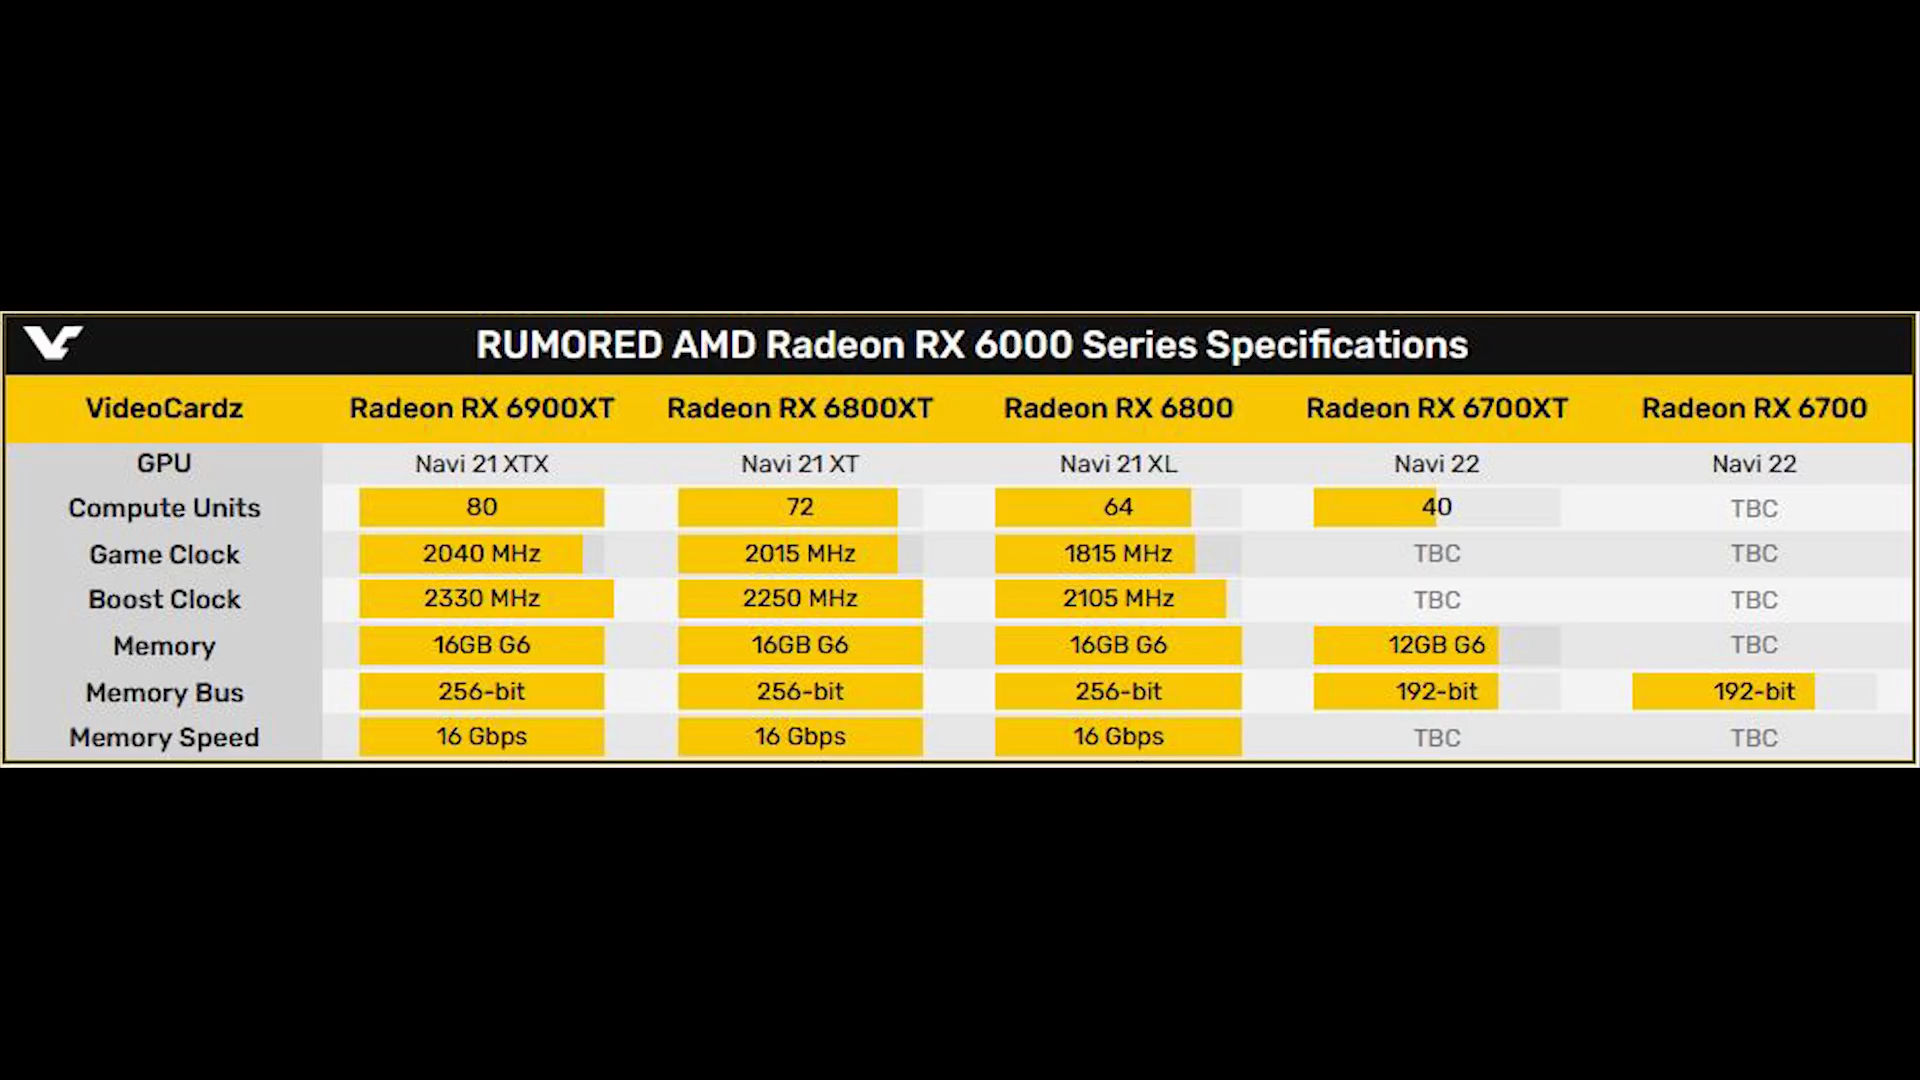 RUMORED AMD Radeon RX 6000 Series Specifications
VideoCardz Radeon RX 6900XT Radeon RX 6800XT Radeon RX 6800 Radeon RX 6700XT Radeon RX 6700
GPU Navi 21 XTX Navi 21 XT Navi 21 XL Navi 22 Navi 22
Compute Units 80 72 64 40 TBC
Game Clock 2040 MHz 2015 MHz 1815 MHz TBC TBC
Boost Clock 2330 MHz 2250 MHz 2105 MHz TBC TBC
Memory 16GB G6 16GB G6 16GB G6 12GB G6 TBC
Memory Bus 256-bit 256-bit 256-bit 192-bit 192-bit
Memory Speed 16 Gbps 16 Gbps 16 Gbps TBC TBC